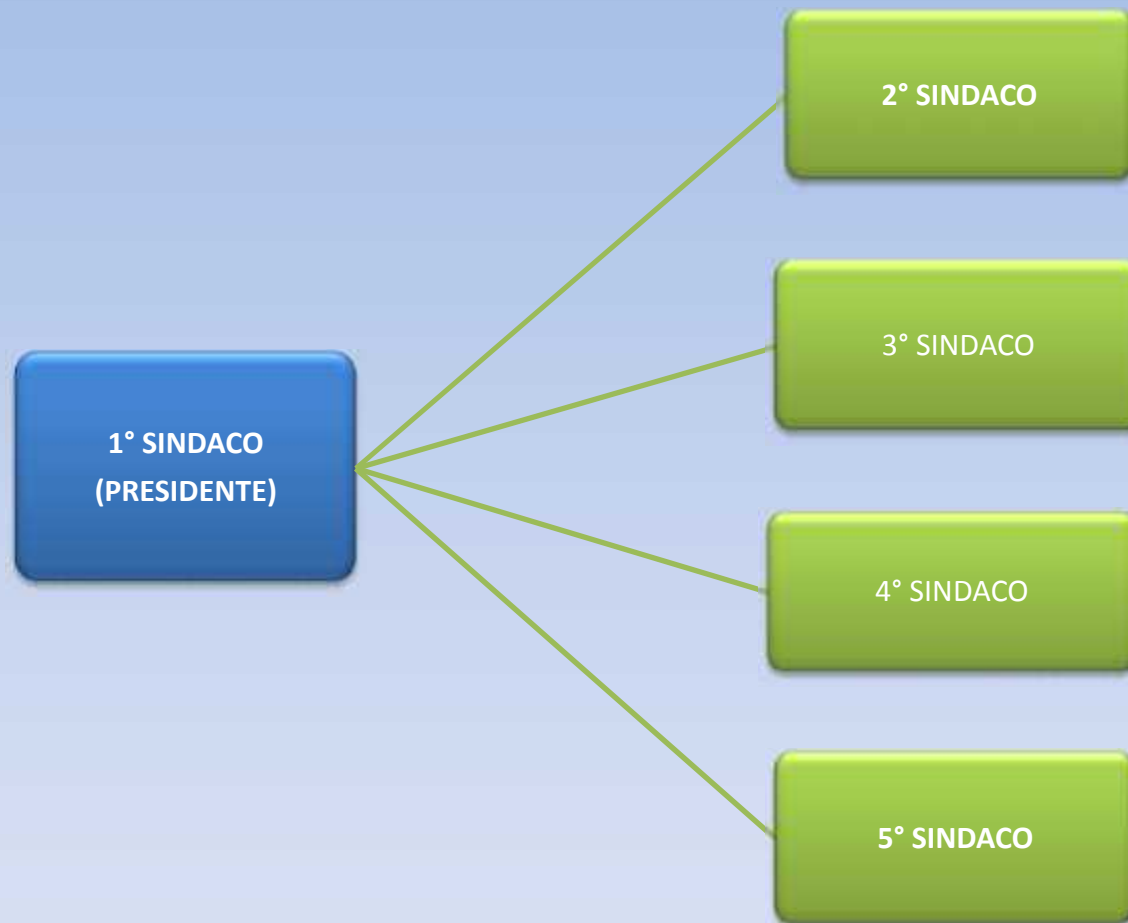 2° SINDACO
3° SINDACO
1° SINDACO
(PRESIDENTE)
4° SINDACO
5° SINDACO